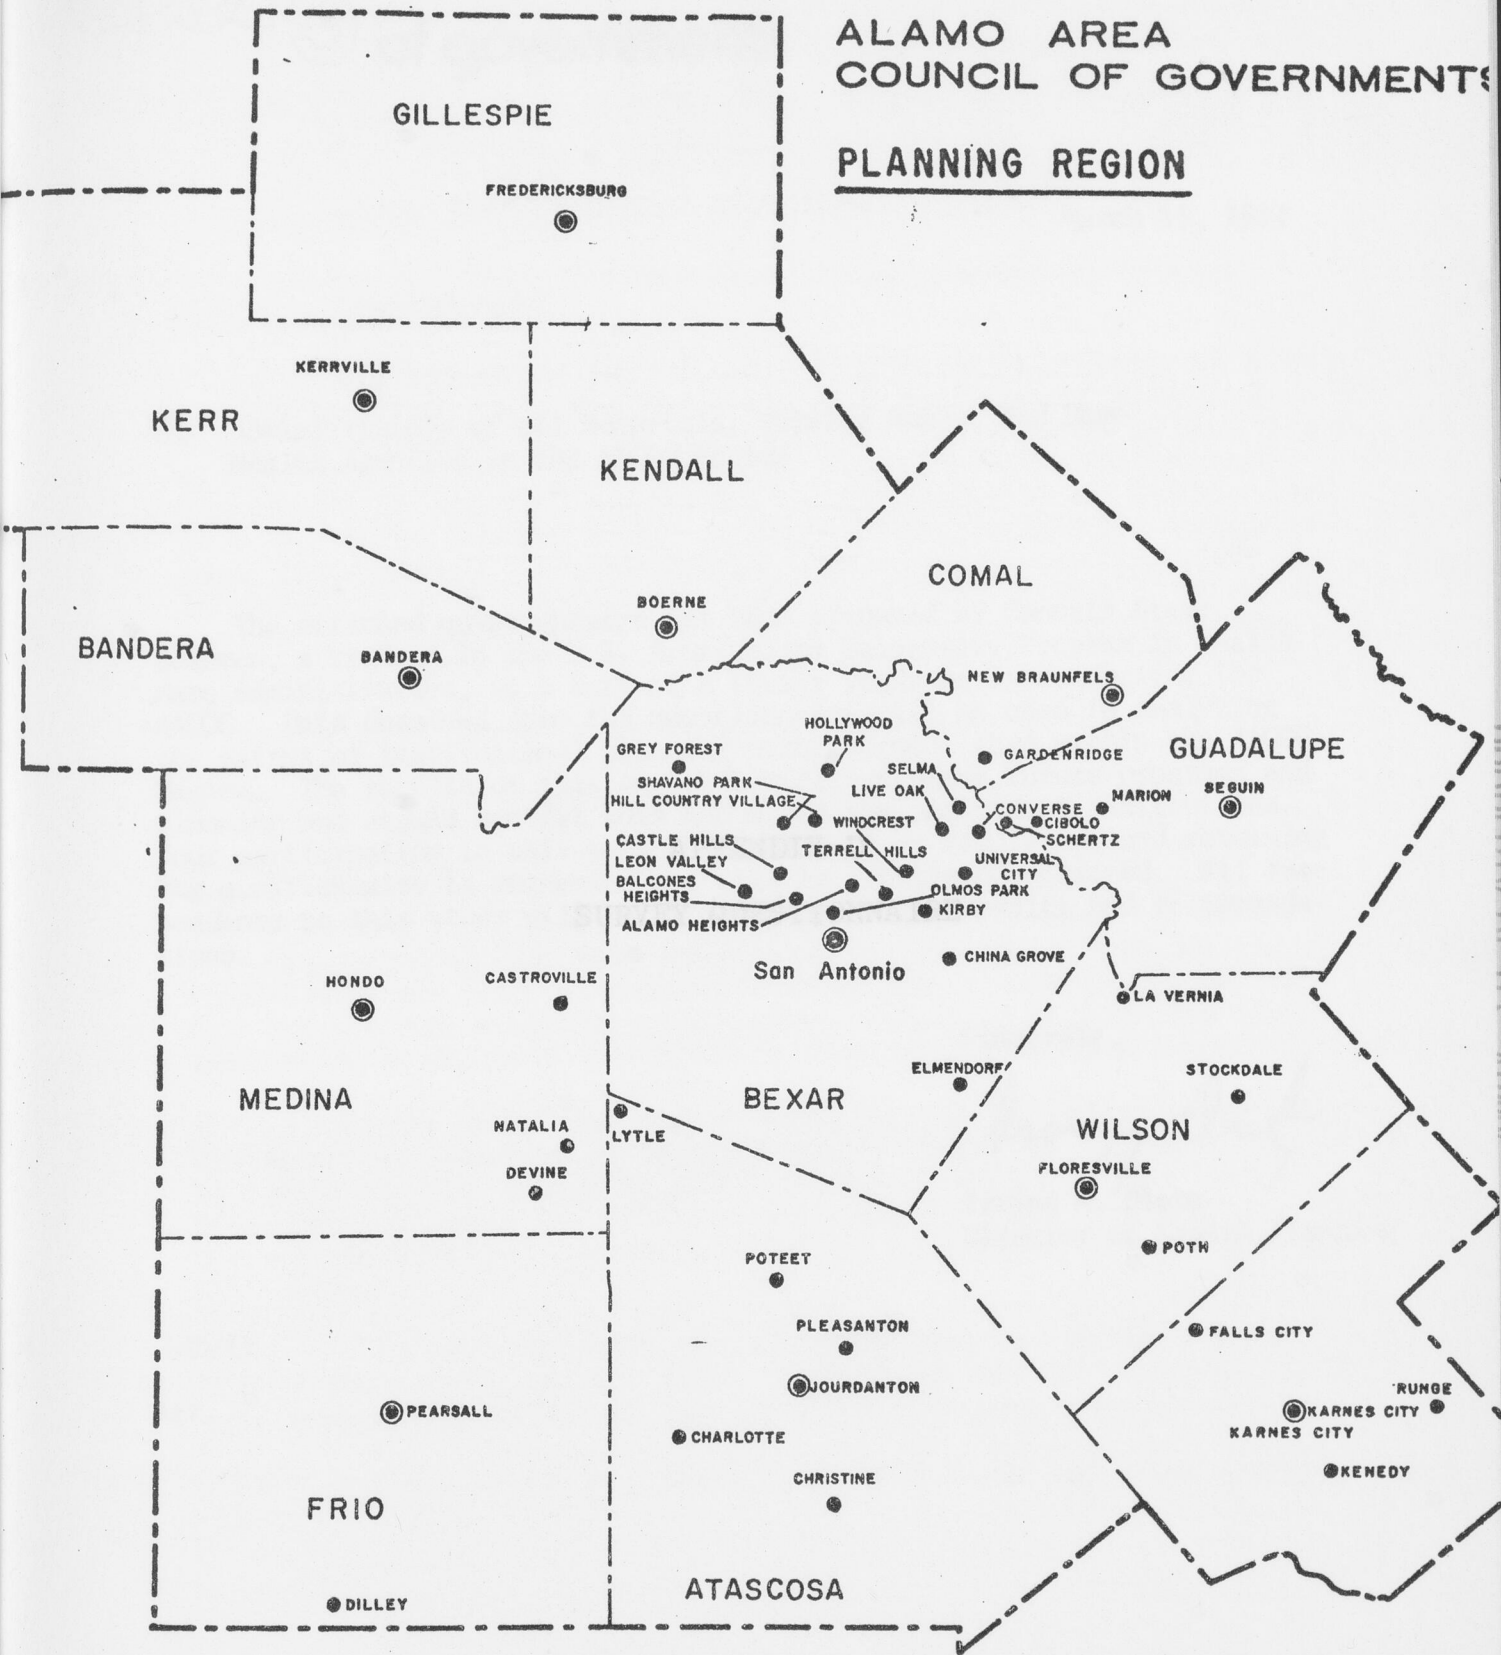 ALAMO AREA
COUNCIL OF GOVERNMENTS
PLANNING REGION
GILLESPIE
FREDERICKSBURG
KERRVILLE
KERR
KENDALL
COMAL
BOERNE
BANDERA
BANDERA
NEW BRAUNFELS
HOLLYWOOD
PARK
GREY FOREST
GARDENRIDGE
GUADALUPE
SHAVANO PARK
SELMA
HILL COUNTRY VILLAGE
LIVE OAK
MARION
SEGUIN
CONVERSE
WINDCREST
CIBOLO
CASTLE HILLS
SCHERTZ
TERRELL HILLS
LEON VALLEY
UNIVERSAL
CITY
BALCONES
HEIGHTS
OLMOS PARK
KIRBY
ALAMO HEIGHTS
San Antonio
CHINA GROVE
HONDO
CASTROVILLE
LA VERNIA
ELMENDORF
STOCKDALE
MEDINA
BEXAR
WILSON
NATALIA
LYTLE
DEVINE
FLORESVILLE
POTH
POTEET
PLEASANTON
FALLS CITY
JOURDANTON
RUNGE
PEARSALL
KARNES CITY
KARNES CITY
CHARLOTTE
KENEDY
CHRISTINE
FRIO
ATASCOSA
DILLEY